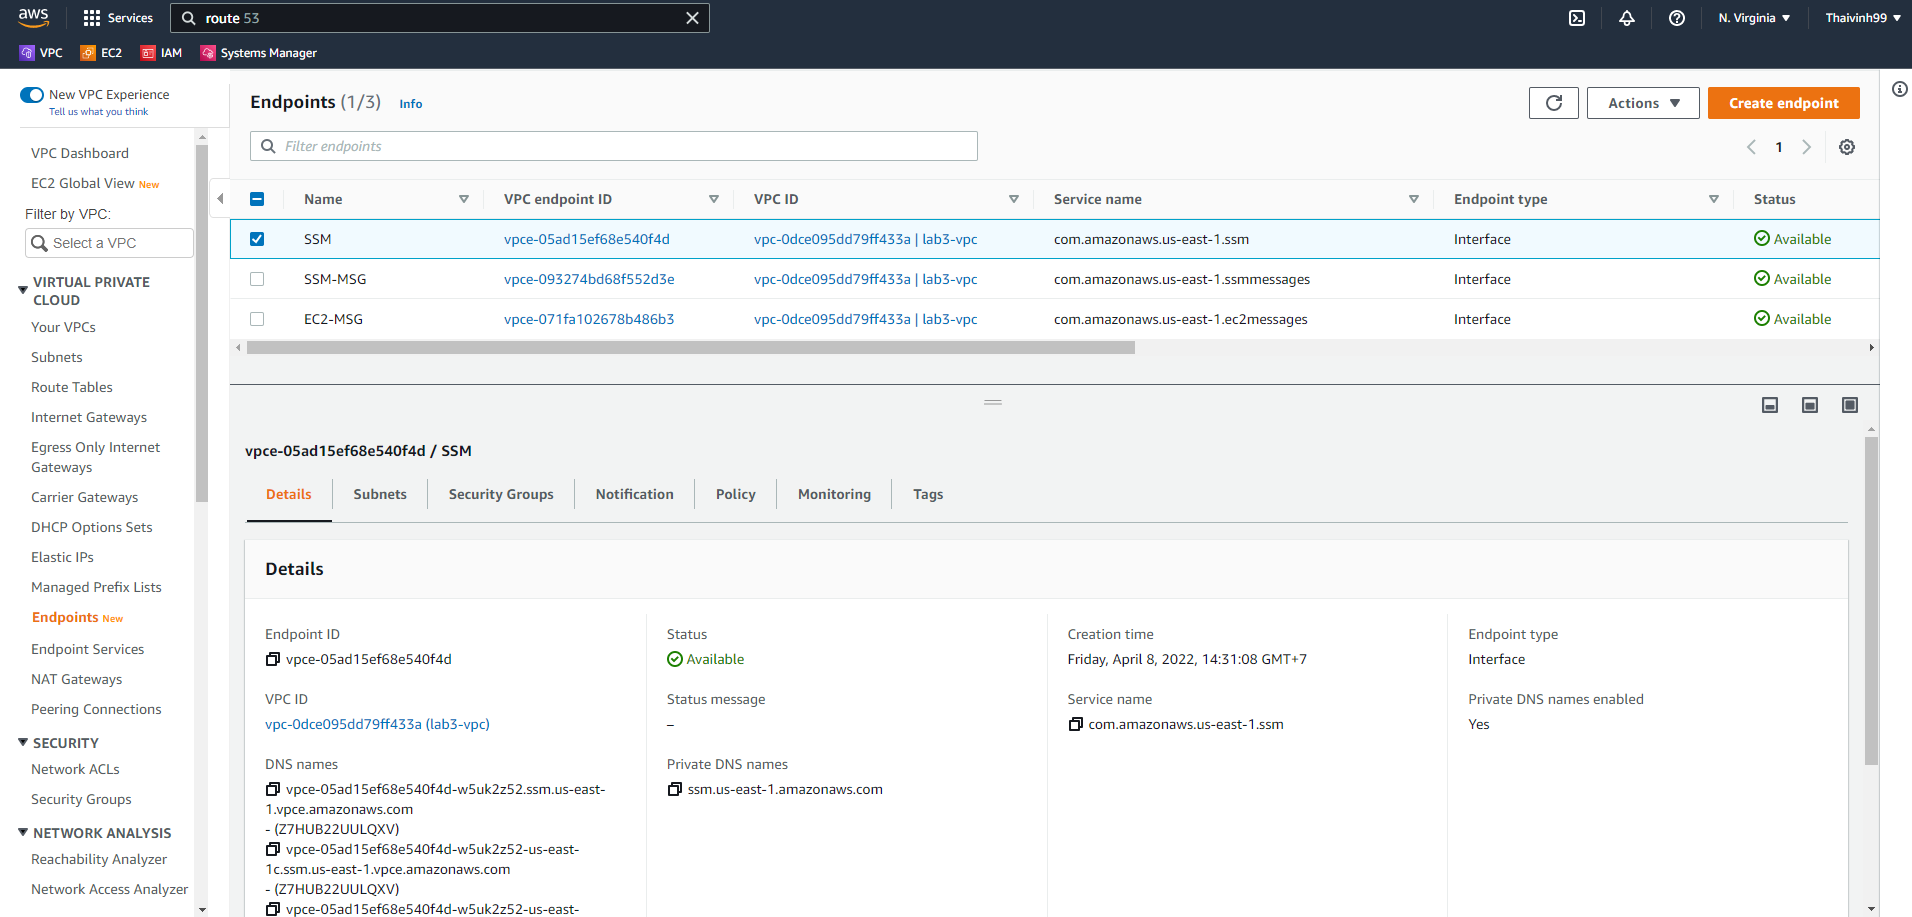 aws
Services
route 53
N. Virginia
Thaivinh99
VPC
EC2
IAM
Systems Manager
New VPC Experience
Tell us what you think
VPC Dashboard
EC2 Global View New
Filter by VPC:
Select a VPC
VIRTUAL PRIVATE
CLOUD
Your VPCs
Subnets
Route Tables
Internet Gateways
Egress Only Internet
Gateways
Carrier Gateways
DHCP Options Sets
Elastic IPs
Managed Prefix Lists
Endpoints New
Endpoint Services
NAT Gateways
Peering Connections
SECURITY
Network ACLs
Security Groups
NETWORK ANALYSIS
Reachability Analyzer
Network Access Analyzer
Endpoints (1/3) Info
Actions
Create endpoint
Filter endpoints
1
Name VPC endpoint ID VPC ID Service name Endpoint type Status
SSM vpce-05ad15ef68e540f4d vpc-0dce095dd79ff433a | lab3-vpc com.amazonaws.us-east-1.ssm Interface Available
SSM-MSG vpce-093274bd68f552d3e vpc-0dce095dd79ff433a | lab3-vpc com.amazonaws.us-east-1.ssmmessages Interface Available
EC2-MSG vpce-071fa102678b486b3 vpc-0dce095dd79ff433a | lab3-vpc com.amazonaws.us-east-1.ec2messages Interface Available
vpce-05ad15ef68e540f4d / SSM
Details Subnets Security Groups Notification Policy Monitoring Tags
Details
Endpoint ID
vpce-05ad15ef68e540f4d
VPC ID
vpc-0dce095dd79ff433a (lab3-vpc)
DNS names
vpce-05ad15ef68e540f4d-w5uk2z52.ssm.us-east-
1.vpce.amazonaws.com
- (Z7HUB22UULQXV)
vpce-05ad15ef68e540f4d-w5uk2z52-us-east-
1c.ssm.us-east-1.vpce.amazonaws.com
- (Z7HUB22UULQXV)
vpce-05ad15ef68e540f4d-w5uk2z52-us-east-
Status
Available
Status message
–
Private DNS names
ssm.us-east-1.amazonaws.com
Creation time
Friday, April 8, 2022, 14:31:08 GMT+7
Service name
com.amazonaws.us-east-1.ssm
Endpoint type
Interface
Private DNS names enabled
Yes